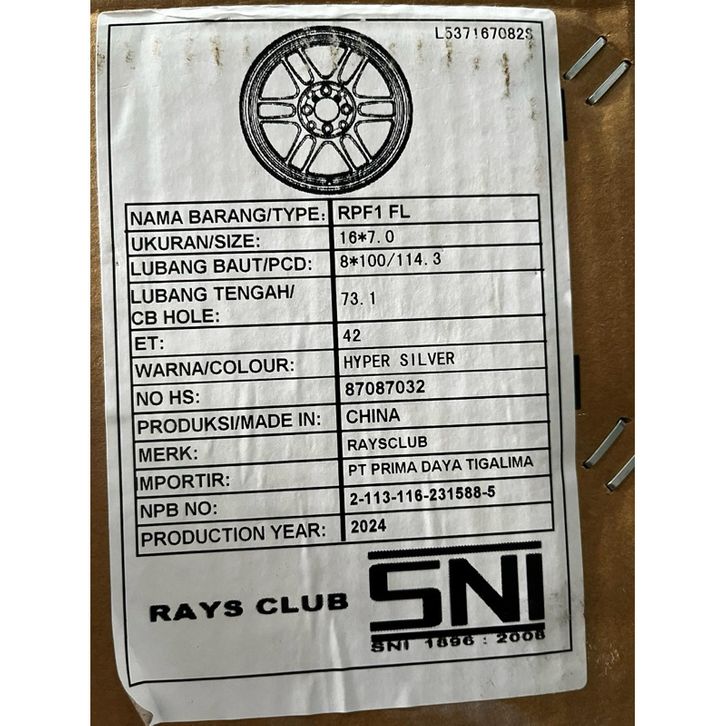 L537167082S
NAMA BARANG/TYPE: RPF1 FL
UKURAN/SIZE: 16*7.0
LUBANG BAUT/PCD: 8*100/114.3
LUBANG TENGAH/
CB HOLE: 73.1
ET: 42
WARNA/COLOUR: HYPER SILVER
NO HS: 87087032
PRODUKSI/MADE IN: CHINA
MERK: RAYSCLUB
IMPORTIR: PT PRIMA DAYA TIGALIMA
NPB NO: 2-113-116-231588-5
PRODUCTION YEAR: 2024
RAYS CLUB
SNI
SNI 1896 : 2008